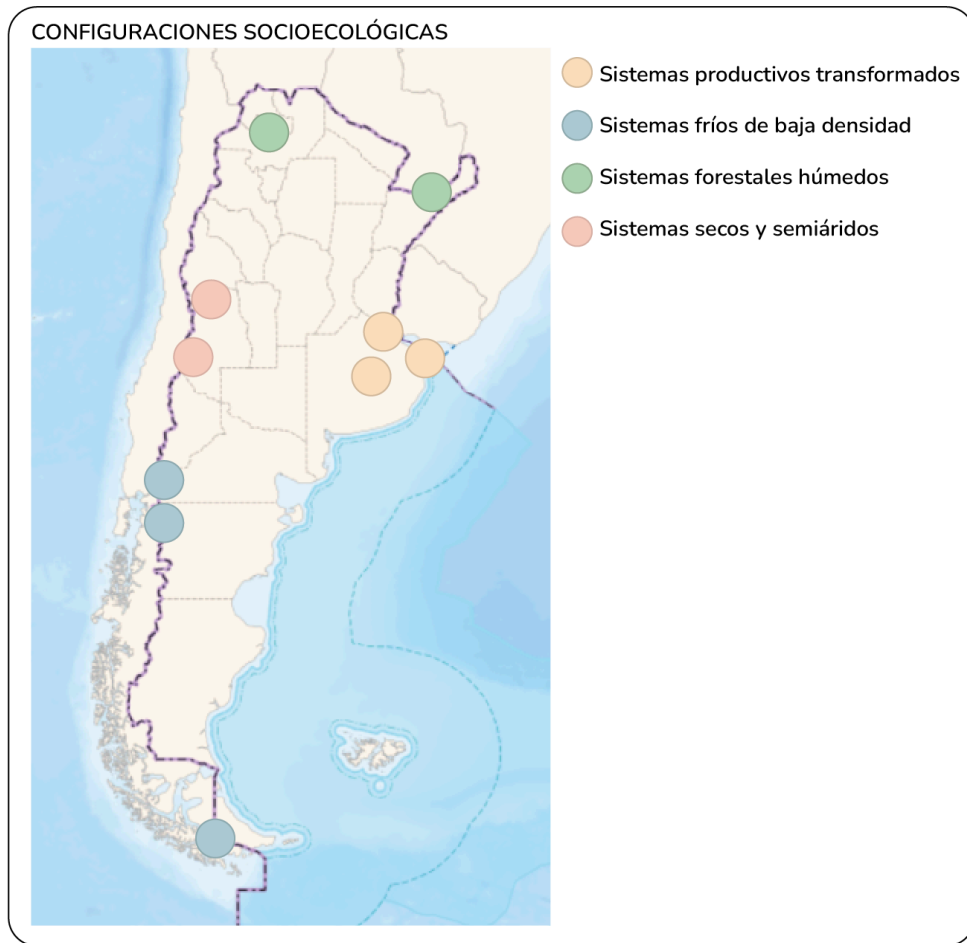 CONFIGURACIONES SOCIOECOLÓGICAS
Sistemas productivos transformados
Sistemas fríos de baja densidad
Sistemas forestales húmedos
Sistemas secos y semiáridos